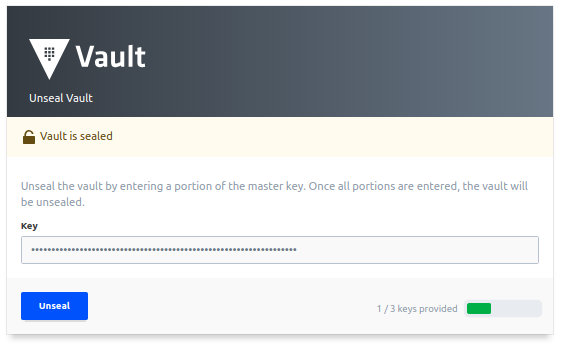 Vault
Unseal Vault
Vault is sealed
Unseal the vault by entering a portion of the master key. Once all portions are entered, the vault will
be unsealed.
Key
Unseal
1 / 3 keys provided